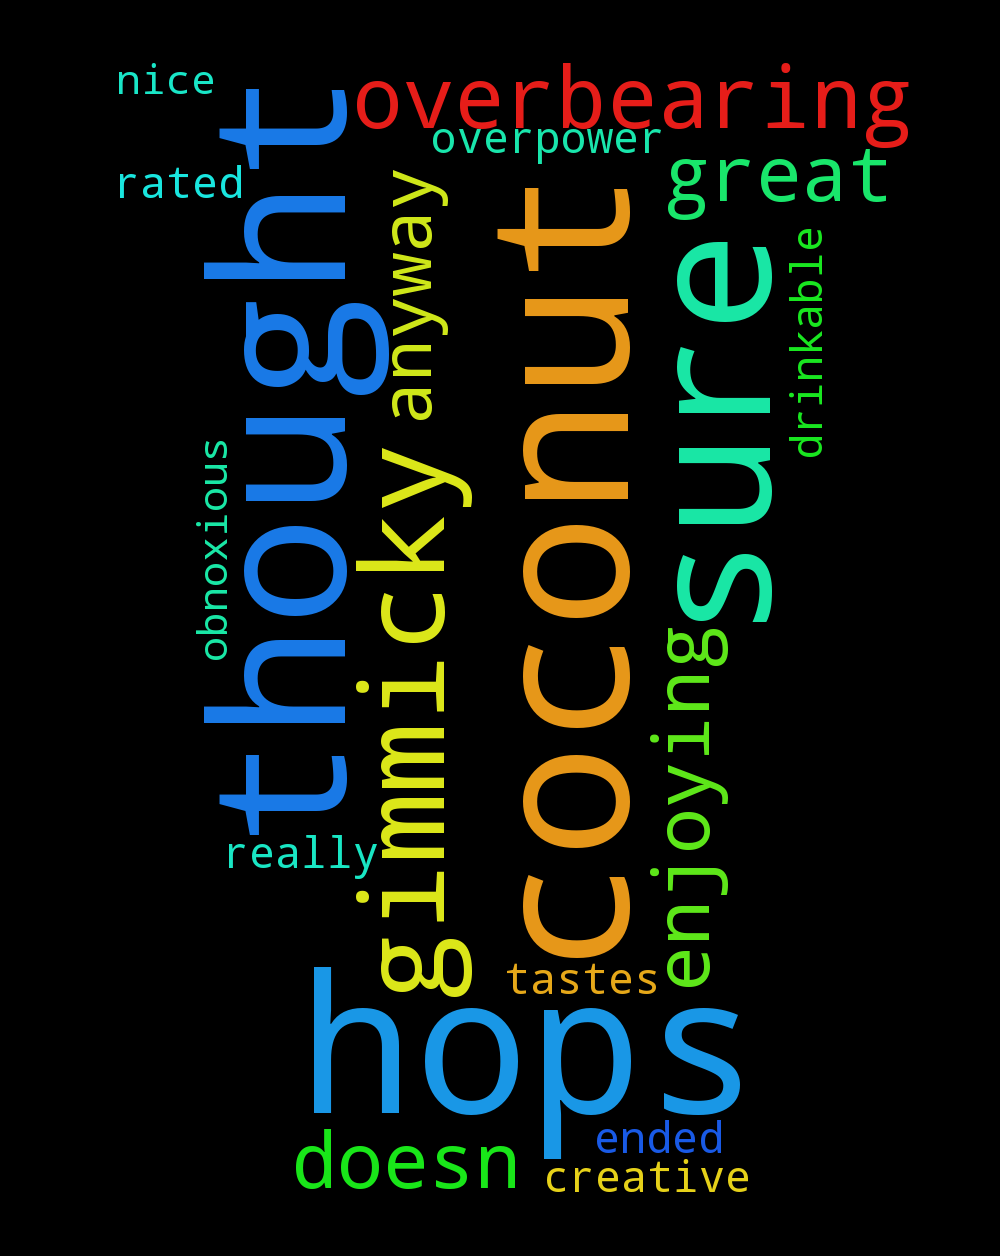 nice
overbearing
overpower
great
rated
thought
anyway
coconut
sure
drinkable
obnoxious
gimmicky
enjoying
really
tastes
hops
doesn
ended
creative